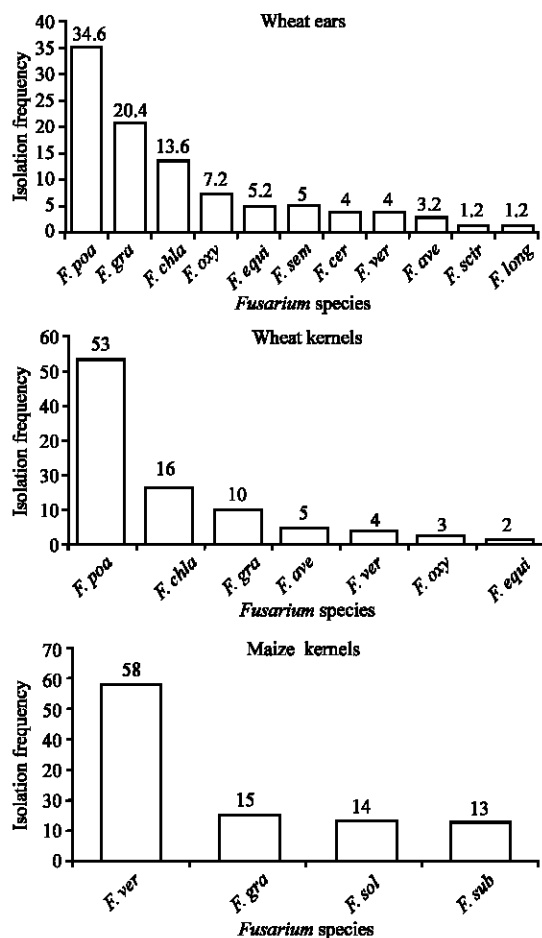 Wheat ears
Isolation frequency
40
35
30
25
20
15
10
5
0
34.6
20.4
13.6
7.2
5.2
5
4
4
3.2
1,2
1.2
F. poa
F. gra
F. chla
F. oxy
F. equi
F. sem
F. cer
F. ver
F. ave
F. scir
F. long
Fusarium species
Wheat kernels
Isolation frequency
60
50
20
30
10
0
53
16
10
5
4
3
2
F. poa
F. chla
F. gra
F. ave
F. ver
F. oxy
F. equi
Fusarium species
Maize kernels
Isolation frequency
70
60
50
20
30
10
0
58
15
14
13
F. ver
F. gra
F. sol
F. sub
Fusarium species